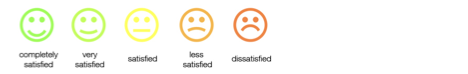 completely satisfied
very satisfied
satisfied
less satisfied
dissatisfied